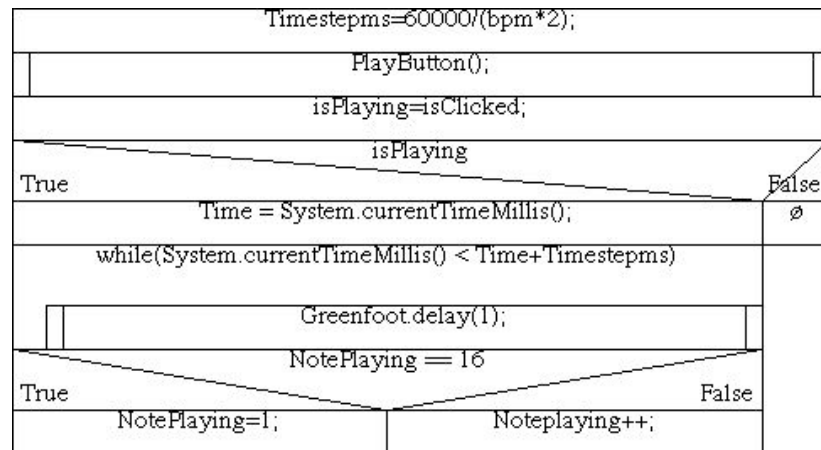 Timestepms=60000/(bpm*2);
PlayButton();
isPlaying=isClicked;
isPlaying
True False
Time = System.currentTimeMillis(); ø
while(System.currentTimeMillis() < Time+Timestepms)
Greenfoot.delay(1);
NotePlaying == 16
True False
NotePlaying=1; Noteplaying++;